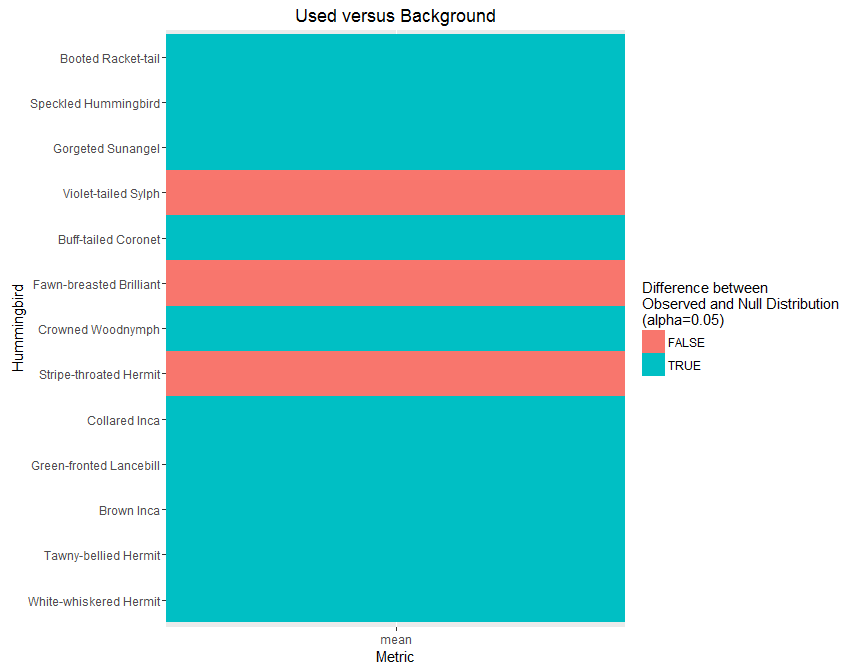 Used versus Background
Hummingbird
Booted Racket-tail
Speckled Hummingbird
Gorgeted Sunangel
Violet-tailed Sylph
Buff-tailed Coronet
Fawn-breasted Brilliant
Crowned Woodnymph
Stripe-throated Hermit
Collared Inca
Green-fronted Lancebill
Brown Inca
Tawny-bellied Hermit
White-whiskered Hermit
mean
Metric
Difference between
Observed and Null Distribution
(alpha=0.05)
FALSE
TRUE